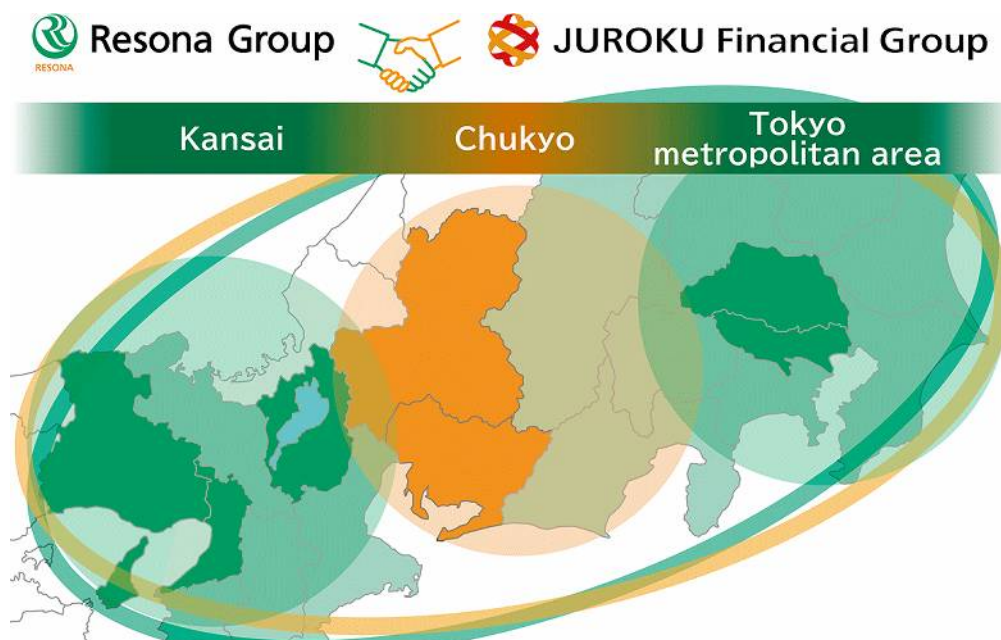 Resona Group
RESONA
JUROKU Financial Group
Kansai
Chukyo
Tokyo
metropolitan area